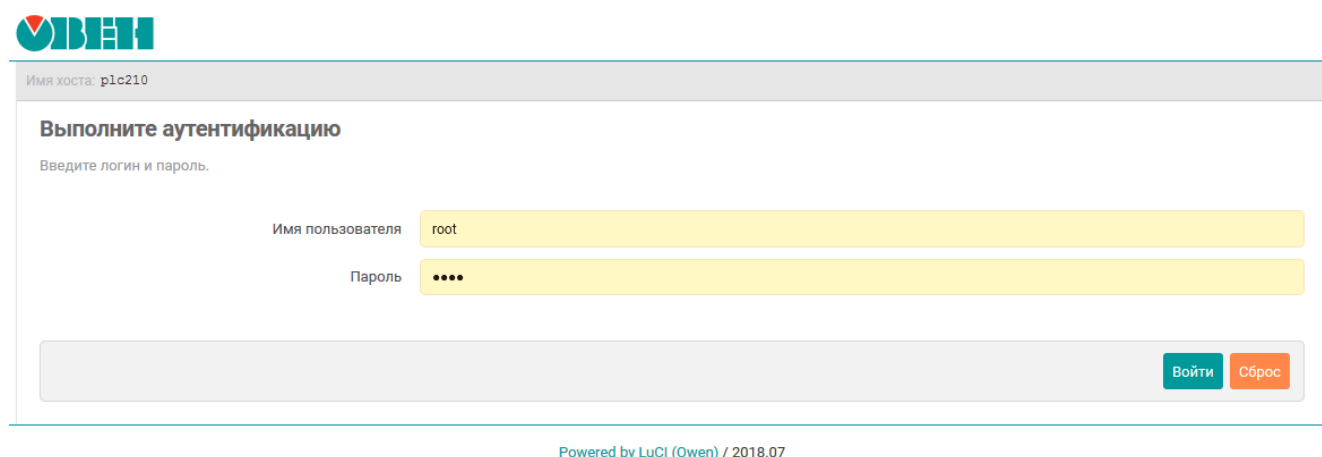 ОВЕН
Имя хоста: plc210
Выполните аутентификацию
Введите логин и пароль.
Имя пользователя root
Пароль ••••
Войти Сброс
Powered by LuCI (Owen) / 2018.07